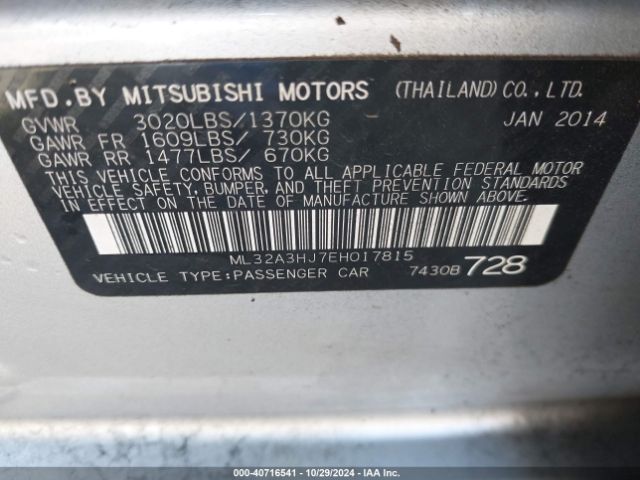 MFD.BY MITSUBISHI MOTORS (THAILAND) CO.,LTD.
GVWR 3020LBS/1370KG JAN 2014
GAWR FR 1609LBS/ 730KG
GAWR RR 1477LBS/ 670KG
THIS VEHICLE CONFORMS TO ALL APPLICABLE FEDERAL MOTOR
VEHICLE SAFETY, BUMPER, AND THEFT PREVENTION STANDARDS
IN EFFECT ON THE DATE OF MANUFACTURE SHOWN ABOVE.
ML32A3HJ7EH017815
VEHICLE TYPE:PASSENGER CAR 7430B 728
000-40716541 | 10/29/2024 | IAA Inc.